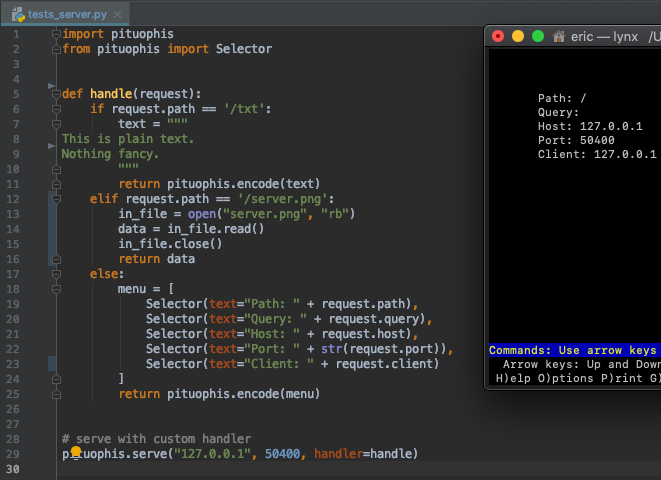 tests_server.py
1 import pituophis
2 from pituophis import Selector
3
4
5 def handle(request):
6 if request.path == '/txt':
7 text = """
8 This is plain text.
9 Nothing fancy.
10 """
11 return pituophis.encode(text)
12 elif request.path == '/server.png':
13 in_file = open("server.png", "rb")
14 data = in_file.read()
15 in_file.close()
16 return data
17 else:
18 menu = [
19 Selector(text="Path: " + request.path),
20 Selector(text="Query: " + request.query),
21 Selector(text="Host: " + request.host),
22 Selector(text="Port: " + str(request.port)),
23 Selector(text="Client: " + request.client)
24 ]
25 return pituophis.encode(menu)
26
27
28 # serve with custom handler
29 pituophis.serve("127.0.0.1", 50400, handler=handle)
30
eric — lynx /U
Path: /
Query:
Host: 127.0.0.1
Port: 50400
Client: 127.0.0.1
Commands: Use arrow keys
Arrow keys: Up and Down
H)elp O)ptions P)rint G)